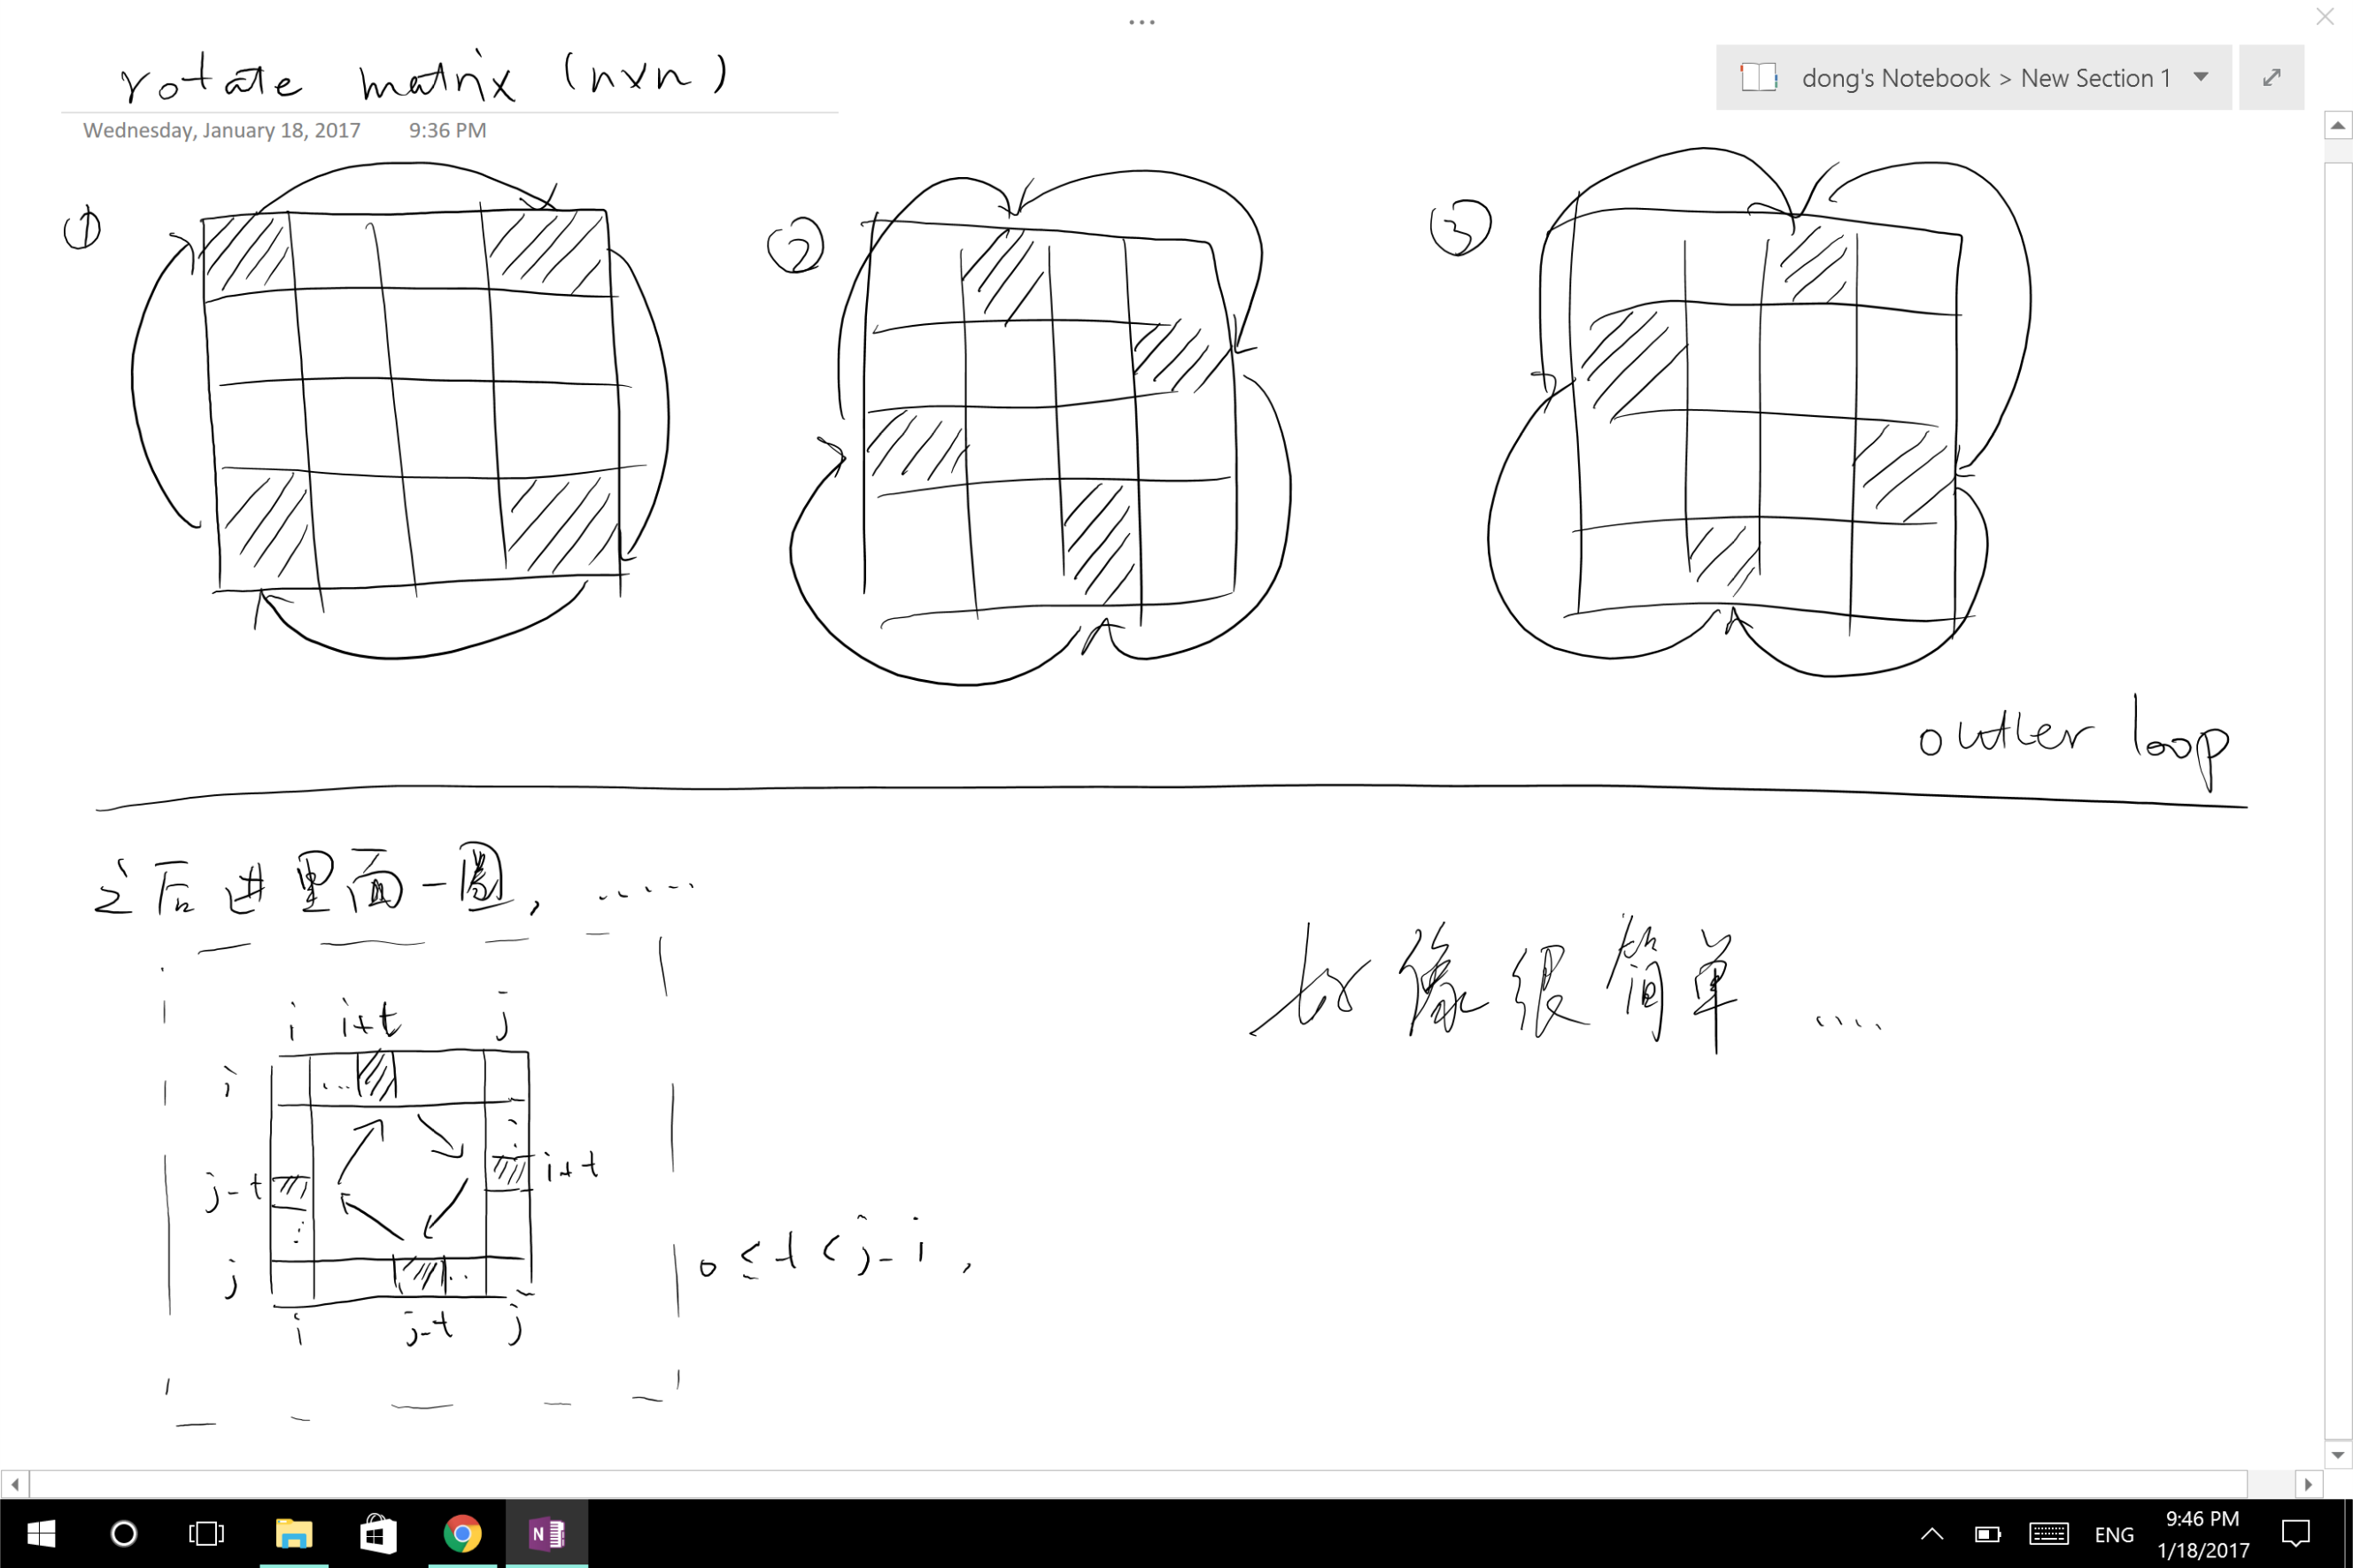 ...
rotate matrix (n×n)
dong's Notebook > New Section 1
Wednesday, January 18, 2017 9:36 PM
① ② ③
outter loop
之后进里面一圈, ......
好像很简单 ....
i i+t j
i ...
j-t i+t
j ..
0 ≤ t < j-i,
i j-t j
N
ENG
9:46 PM
1/18/2017